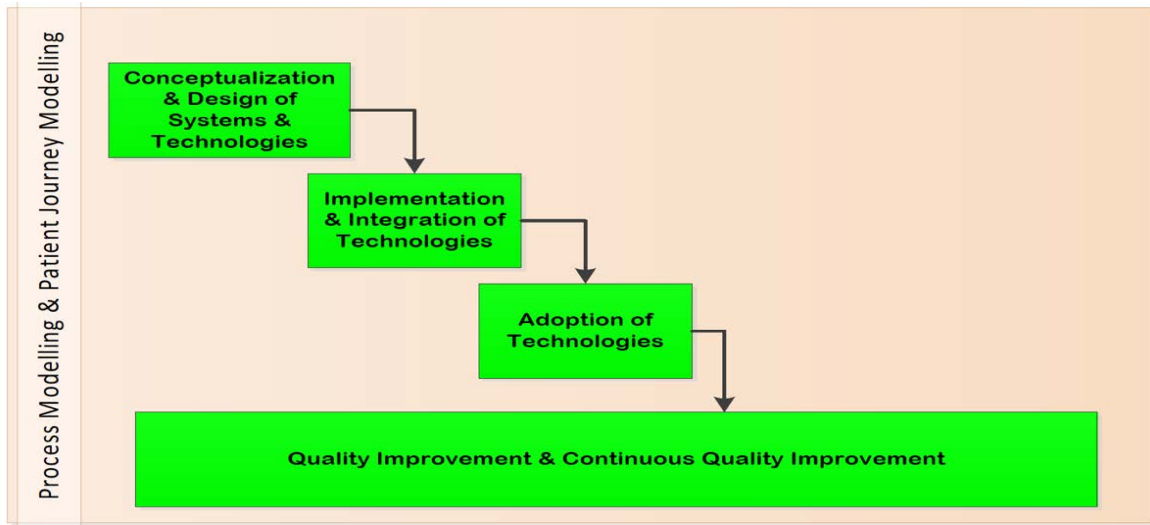 Process Modelling & Patient Journey Modelling
Conceptualization
& Design of
Systems &
Technologies
Implementation
& Integration of
Technologies
Adoption of
Technologies
Quality Improvement & Continuous Quality Improvement